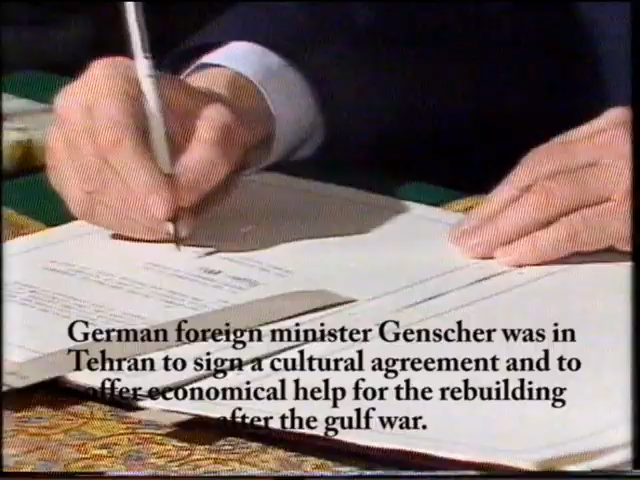 German foreign minister Genscher was in
Tehran to sign a cultural agreement and to
offer economical help for the rebuilding
after the gulf war.